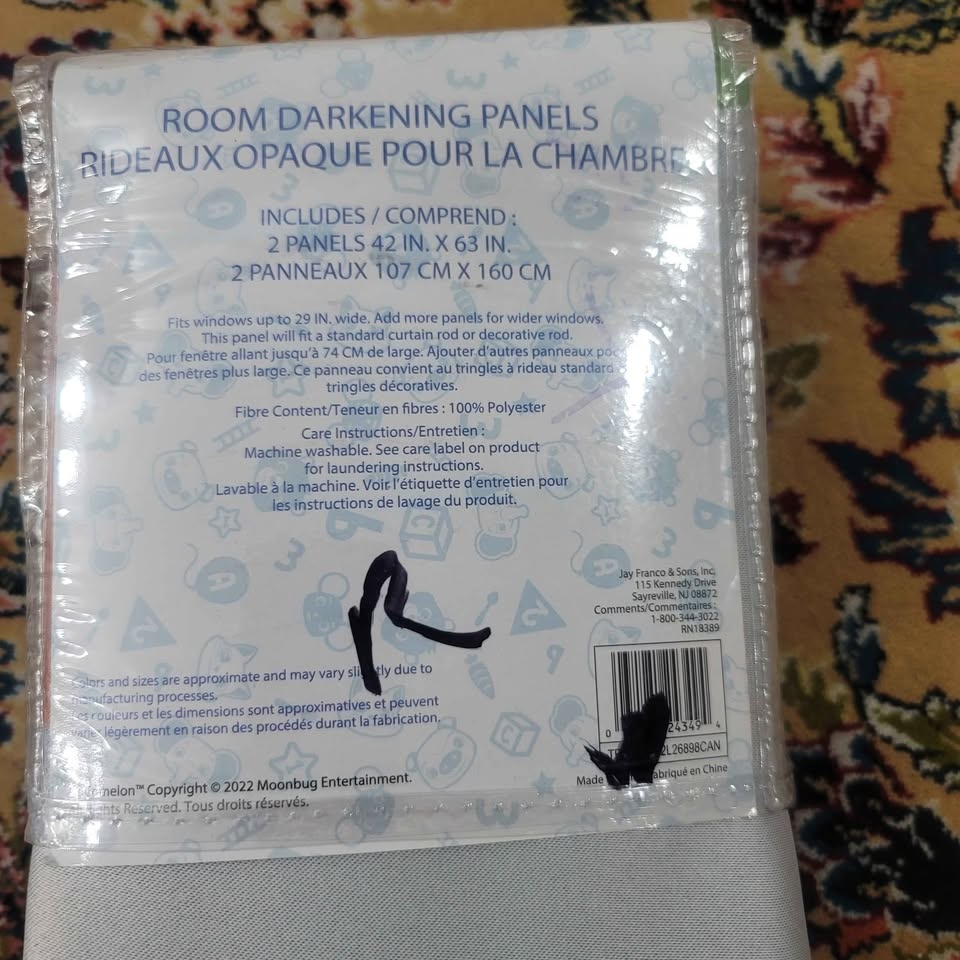 ROOM DARKENING PANELS
RIDEAUX OPAQUE POUR LA CHAMBRE
INCLUDES / COMPREND :
2 PANELS 42 IN. X 63 IN.
2 PANNEAUX 107 CM X 160 CM
Fits windows up to 29 IN. wide. Add more panels for wider windows.
This panel will fit a standard curtain rod or decorative rod.
Pour fenêtre allant jusqu'à 74 CM de large. Ajouter d'autres panneaux
des fenêtres plus large. Ce panneau convient au tringles à rideau standard
tringles décoratives.
Fibre Content/Teneur en fibres : 100% Polyester
Care Instructions/Entretien :
Machine washable. See care label on product
for laundering instructions.
Lavable à la machine. Voir l'étiquette d'entretien pour
les instructions de lavage du produit.
R
Jay Franco & Sons, Inc.
115 Kennedy Drive
Sayreville, NJ 08872
Comments/Commentaires :
1-800-344-3022
RN18389
Colors and sizes are approximate and may vary due to
manufacturing processes.
Les couleurs et les dimensions sont approximatives et peuvent
varier légèrement en raison des procédés durant la fabrication.
0 24349 4
2L26898CAN
Made Fabriqué en Chine
Copyright © 2022 Moonbug Entertainment.
Rights Reserved. Tous droits réservés.